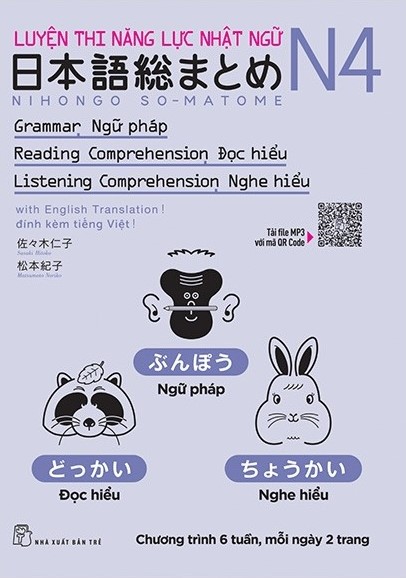 LUYỆN THI NĂNG LỰC NHẬT NGỮ
日本語総まとめ N4
NIHONGO SO-MATOME
Grammar Ngữ pháp
Reading Comprehension Đọc hiểu
Listening Comprehension Nghe hiểu
with English Translation!
đính kèm tiếng Việt!
佐々木仁子
Sasaki Hitoko
松本紀子
Matsumoto Noriko
Tải file MP3
với mã QR Code
ぶんぽう
Ngữ pháp
どっかい
Đọc hiểu
ちょうかい
Nghe hiểu
NHÀ XUẤT BẢN TRẺ
Chương trình 6 tuần, mỗi ngày 2 trang